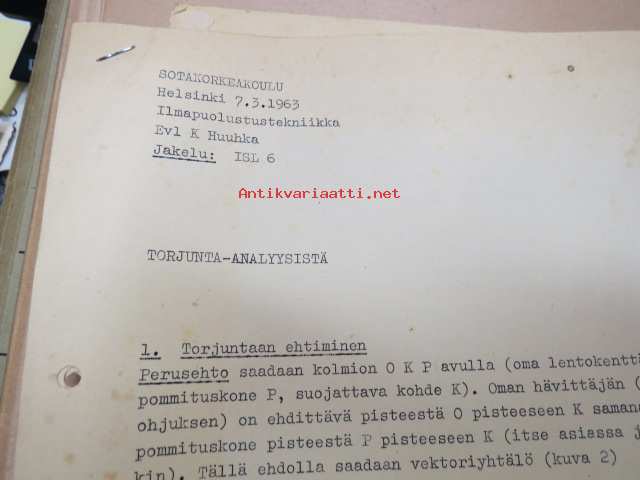 SOTAKORKEAKOULU
Helsinki 7.3.1963
Ilmapuolustustekniikka
Evl K Huuhka
Jakelu: ISL 6
Antikvariaatti.net
TORJUNTA-ANALYYSISTÄ
1. Torjuntaan ehtiminen
Perusehto saadaan kolmion O K P avulla (oma lentokenttä
pommituskone P, suojattava kohde K). Oman hävittäjän (
ohjuksen) on ehdittävä pisteestä O pisteeseen K samana
pommituskone pisteestä P pisteeseen K (itse asiassa j
kin). Tällä ehdolla saadaan vektoriyhtälö (kuva 2)